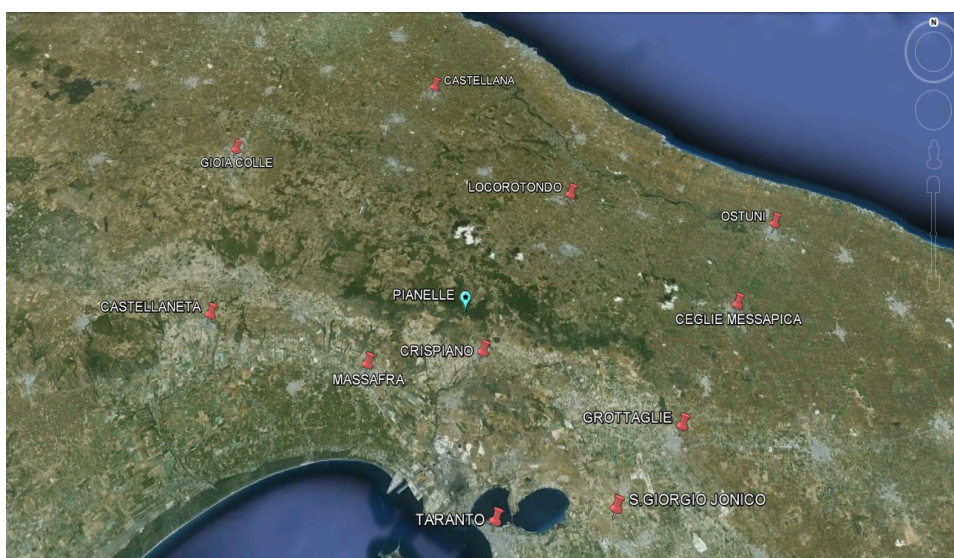 N
CASTELLANA
GIOIA COLLE
LOCOROTONDO
OSTUNI
PIANELLE
CASTELLANETA
CEGLIE MESSAPICA
CRISPIANO
MASSAFRA
GROTTAGLIE
S.GIORGIO JONICO
TARANTO